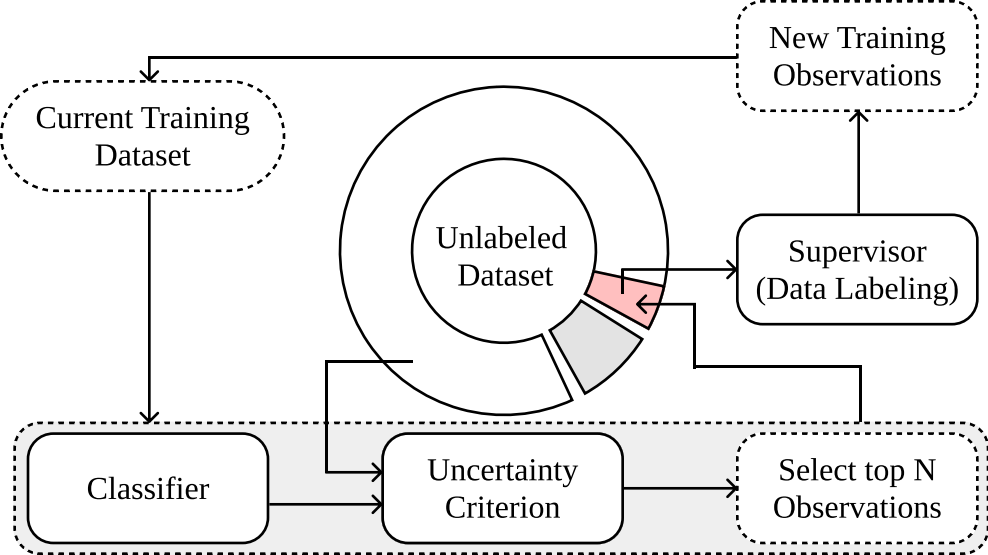 New Training
Observations
Current Training
Dataset
Unlabeled
Dataset
Supervisor
(Data Labeling)
Classifier
Uncertainty
Criterion
Select top N
Observations